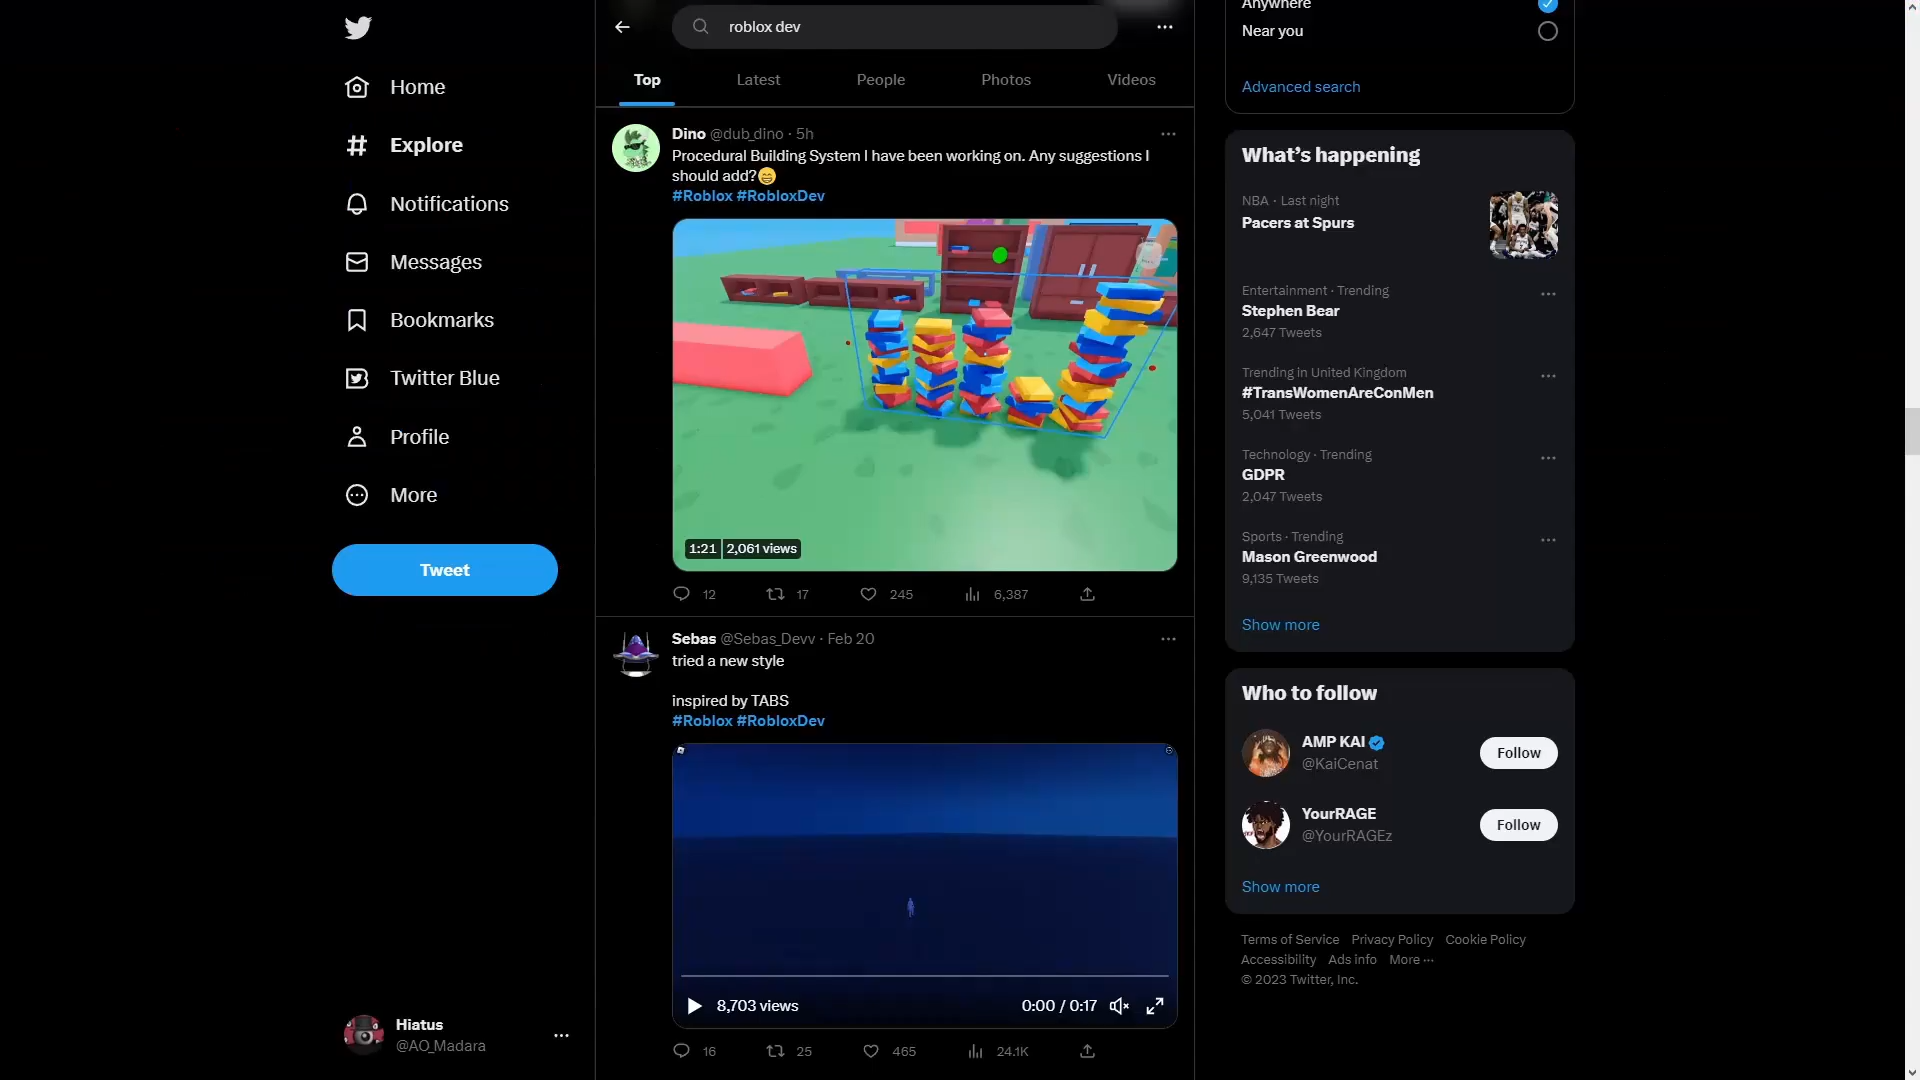 Home
Explore
Notifications
Messages
Bookmarks
Twitter Blue
Profile
More
Tweet
Hiatus
@AO_Madara
roblox dev
Top Latest People Photos Videos
Dino @dub_dino · 5h
Procedural Building System I have been working on. Any suggestions I
should add?😁
#Roblox #RobloxDev
1:21 2,061 views
12 17 245 6,387
Sebas @Sebas_Devv · Feb 20
tried a new style
inspired by TABS
#Roblox #RobloxDev
8,703 views 0:00 / 0:17
16 25 465 24.1K
Anywhere
Near you
Advanced search
What's happening
NBA · Last night
Pacers at Spurs
Entertainment · Trending
Stephen Bear
2,647 Tweets
Trending in United Kingdom
#TransWomenAreConMen
5,041 Tweets
Technology · Trending
GDPR
2,047 Tweets
Sports · Trending
Mason Greenwood
9,135 Tweets
Show more
Who to follow
AMP KAI
@KaiCenat
Follow
YourRAGE
@YourRAGEz
Follow
Show more
Terms of Service Privacy Policy Cookie Policy
Accessibility Ads info More ···
© 2023 Twitter, Inc.